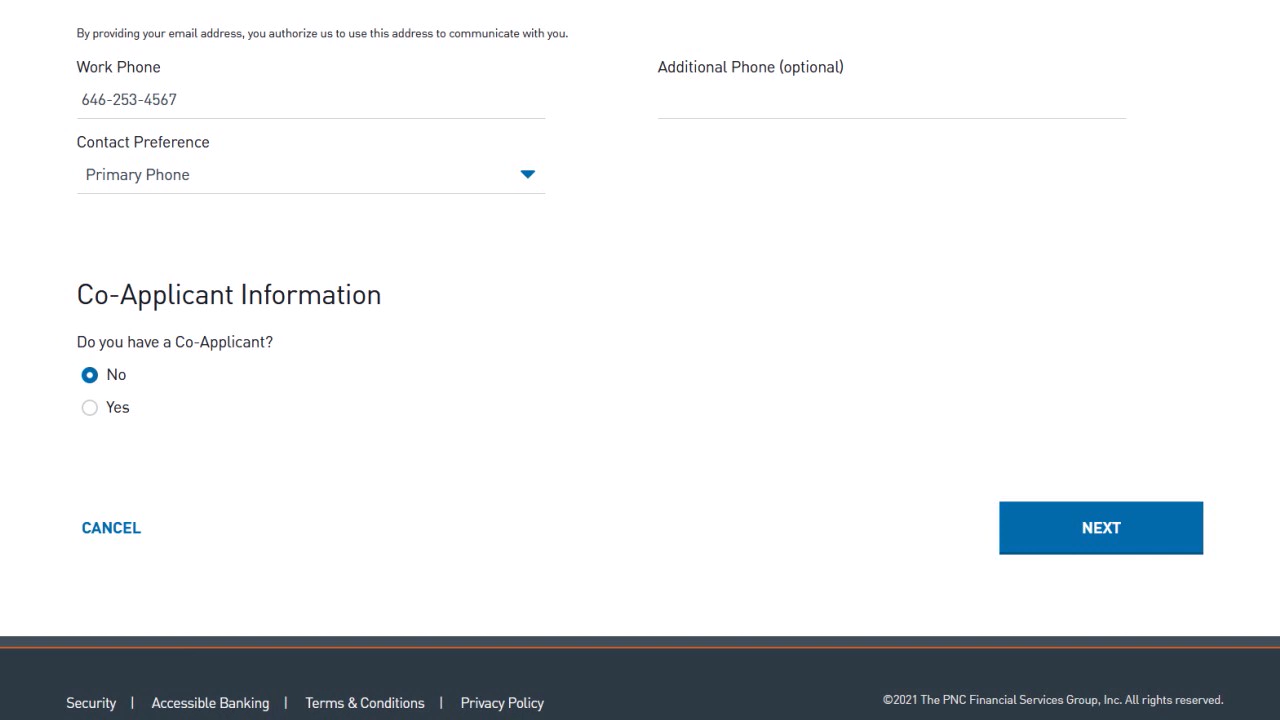 By providing your email address, you authorize us to use this address to communicate with you.
Work Phone
Additional Phone (optional)
646-253-4567
Contact Preference
Primary Phone
Co-Applicant Information
Do you have a Co-Applicant?
No
Yes
CANCEL
NEXT
Security | Accessible Banking | Terms & Conditions | Privacy Policy
©2021 The PNC Financial Services Group, Inc. All rights reserved.